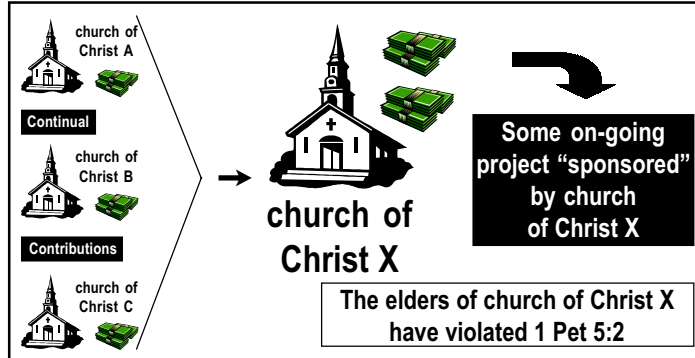 church of
Christ A
Continual
church of
Christ B
Contributions
church of
Christ C
church of
Christ X
Some on-going
project “sponsored”
by church
of Christ X
The elders of church of Christ X
have violated 1 Pet 5:2